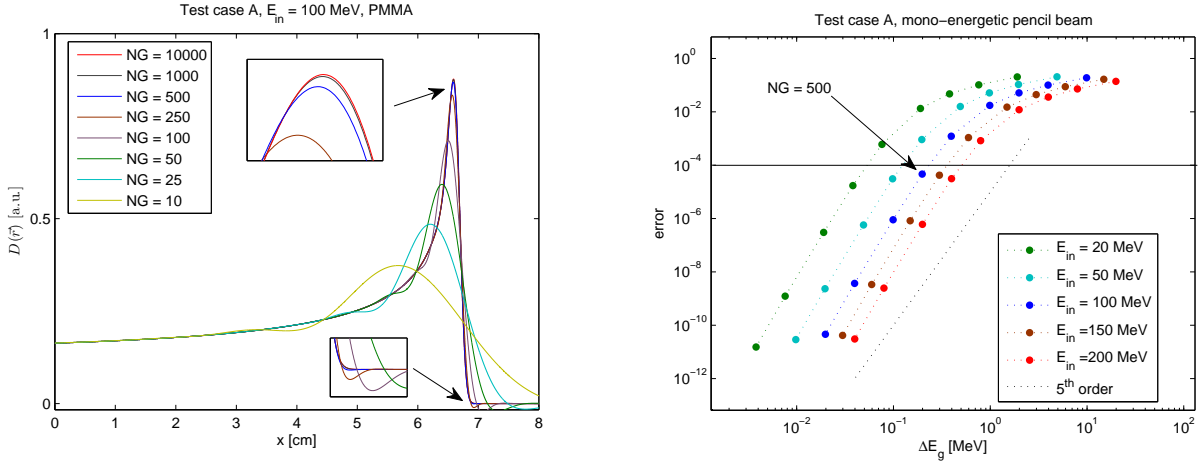 Test case A, E_in = 100 MeV, PMMA
1
0.5
0
D(r⃗) [a.u.]
NG = 10000
NG = 1000
NG = 500
NG = 250
NG = 100
NG = 50
NG = 25
NG = 10
0 1 2 3 4 5 6 7 8
x [cm]
Test case A, mono-energetic pencil beam
10^0
10^−2
10^−4
10^−6
10^−8
10^−10
10^−12
error
NG = 500
E_in = 20 MeV
E_in = 50 MeV
E_in = 100 MeV
E_in =150 MeV
E_in =200 MeV
5^th order
10^−2 10^−1 10^0 10^1 10^2
ΔE_g [MeV]